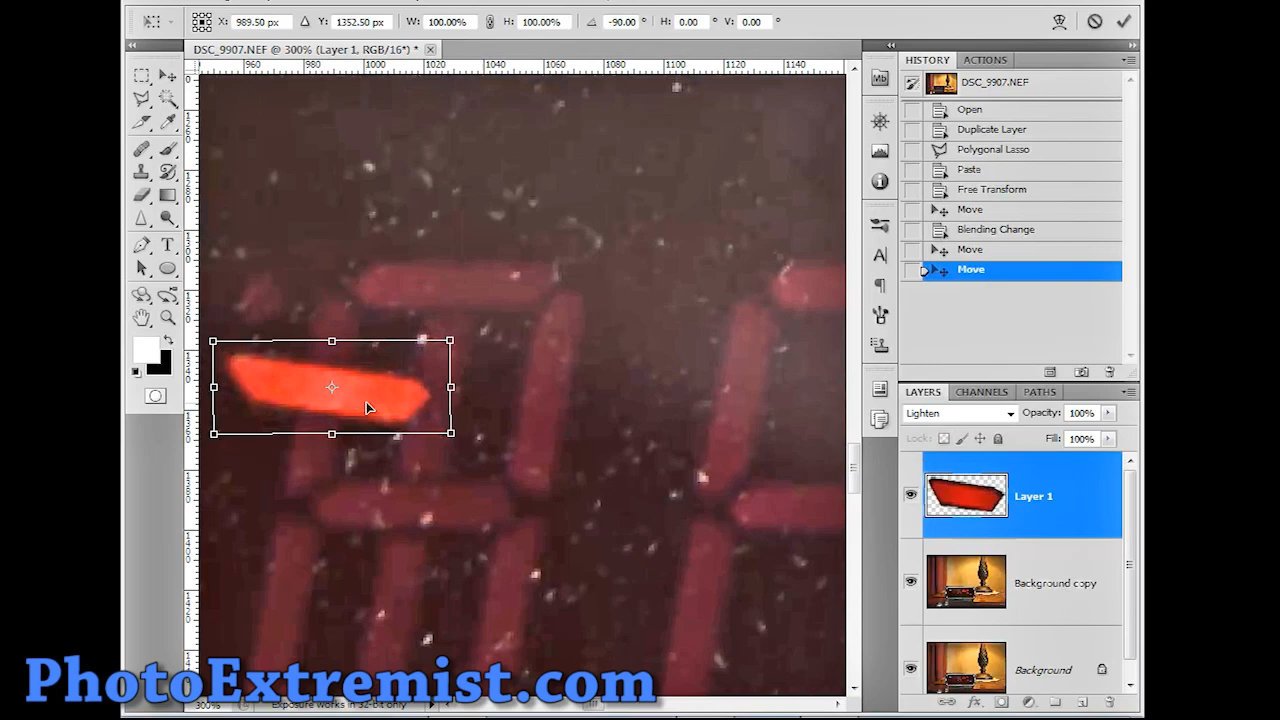 X: 989.50 px Y: 1352.50 px W: 100.00% H: 100.00% -90.00 ° H: 0.00 ° V: 0.00 °
DSC_9907.NEF @ 300% (Layer 1, RGB/16*) *
960 980 1000 1020 1040 1060 1080 1100 1120 1140
HISTORY ACTIONS
DSC_9907.NEF
Open
Duplicate Layer
Polygonal Lasso
Paste
Free Transform
Move
Blending Change
Move
Move
Mb
T
A
LAYERS CHANNELS PATHS
Lighten Opacity: 100%
Lock: Fill: 100%
Layer 1
Background copy
Background
fx
PhotoExtremist.com
300% Exposure works in 32-bit only